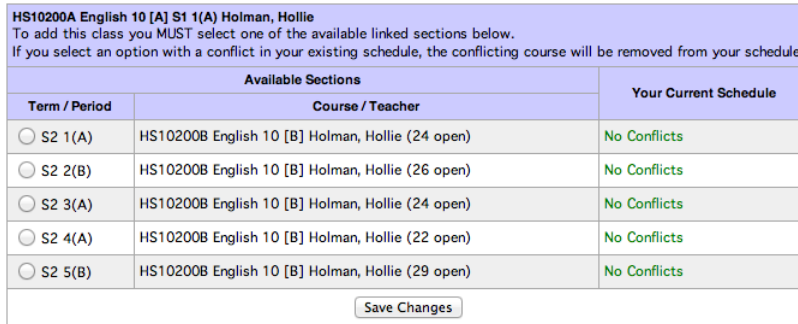 HS10200A English 10 [A] S1 1(A) Holman, Hollie
To add this class you MUST select one of the available linked sections below.
If you select an option with a conflict in your existing schedule, the conflicting course will be removed from your schedule
Available Sections
Your Current Schedule
Term / Period Course / Teacher
S2 1(A) HS10200B English 10 [B] Holman, Hollie (24 open) No Conflicts
S2 2(B) HS10200B English 10 [B] Holman, Hollie (26 open) No Conflicts
S2 3(A) HS10200B English 10 [B] Holman, Hollie (24 open) No Conflicts
S2 4(A) HS10200B English 10 [B] Holman, Hollie (22 open) No Conflicts
S2 5(B) HS10200B English 10 [B] Holman, Hollie (29 open) No Conflicts
Save Changes